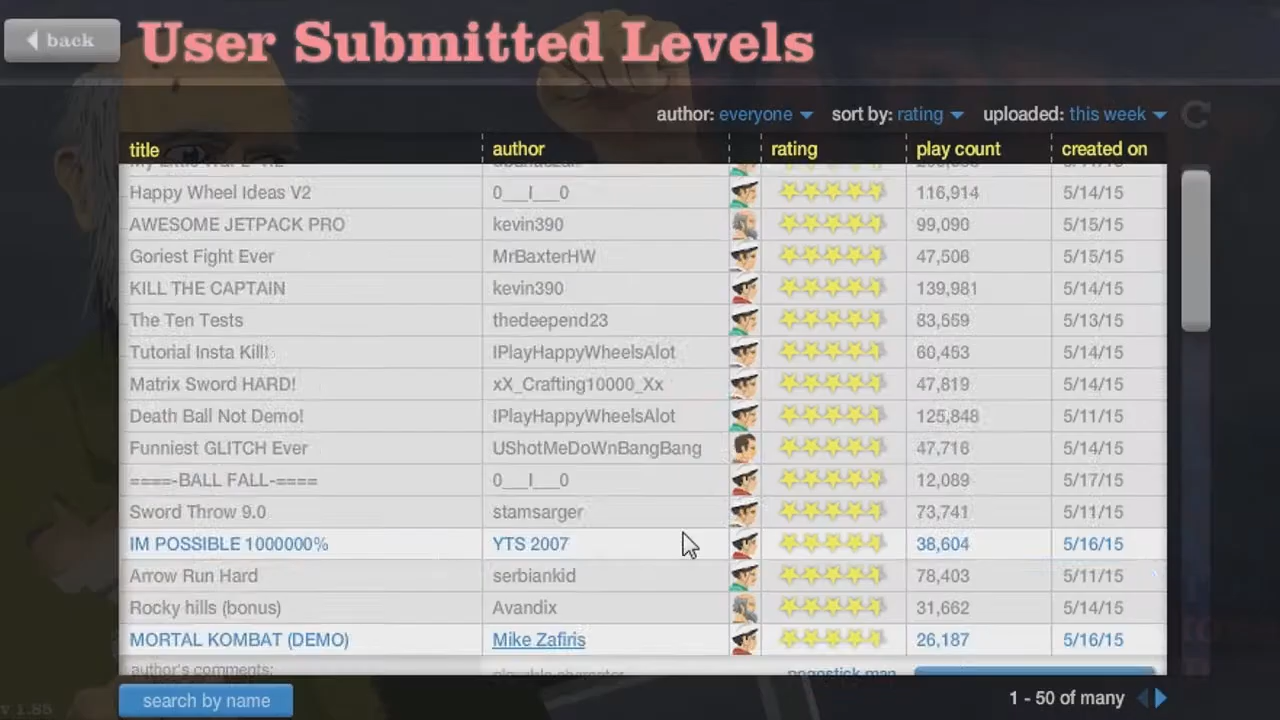 back
User Submitted Levels
author: everyone sort by: rating uploaded: this week
title author rating play count created on
Happy Wheel Ideas V2 0___I___0 116,914 5/14/15
AWESOME JETPACK PRO kevin390 99,090 5/15/15
Goriest Fight Ever MrBaxterHW 47,506 5/15/15
KILL THE CAPTAIN kevin390 139,981 5/14/15
The Ten Tests thedeepend23 83,559 5/13/15
Tutorial Insta Kill! IPlayHappyWheelsAlot 60,453 5/14/15
Matrix Sword HARD! xX_Crafting10000_Xx 47,819 5/14/15
Death Ball Not Demo! IPlayHappyWheelsAlot 125,848 5/11/15
Funniest GLITCH Ever UShotMeDoWnBangBang 47,716 5/14/15
====-BALL FALL-==== 0___I___0 12,089 5/17/15
Sword Throw 9.0 stamsarger 73,741 5/11/15
IM POSSIBLE 1000000% YTS 2007 38,604 5/16/15
Arrow Run Hard serbiankid 78,403 5/11/15
Rocky hills (bonus) Avandix 31,662 5/14/15
MORTAL KOMBAT (DEMO) Mike Zafiris 26,187 5/16/15
author's comments: playable character pogostick man
search by name 1 - 50 of many
v 1.85